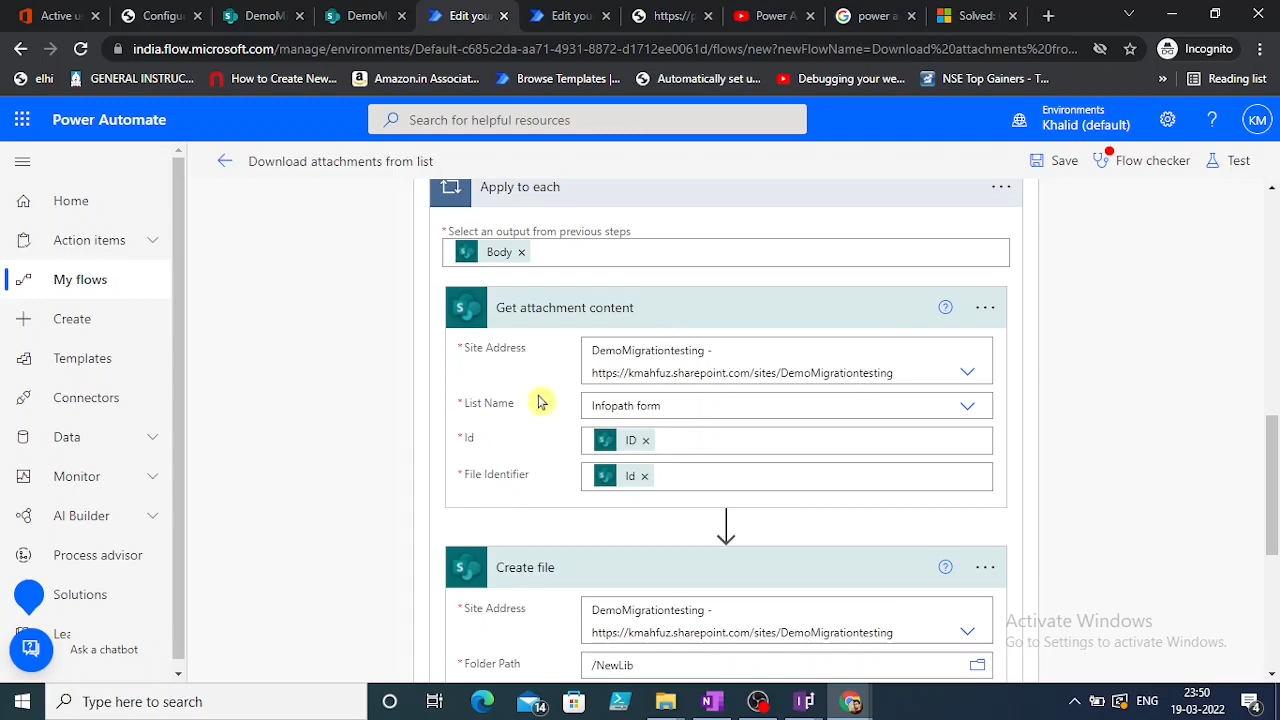 Active us
Configu
DemoMi
DemoMi
Edit your
Edit you
https://p
Power A
power a
Solved:
india.flow.microsoft.com/manage/environments/Default-c685c2da-aa71-4931-8872-d1712ee0061d/flows/new?newFlowName=Download%20attachments%20fro...
Incognito
elhi
GENERAL INSTRUC...
How to Create New...
Amazon.in Associat...
Browse Templates |...
Automatically set u...
Debugging your we...
NSE Top Gainers - T...
»
Reading list
Power Automate
Search for helpful resources
Environments
Khalid (default)
KM
Download attachments from list
Save
Flow checker
Test
Home
Action items
My flows
Create
Templates
Connectors
Data
Monitor
AI Builder
Process advisor
Solutions
Lea
Ask a chatbot
Apply to each
* Select an output from previous steps
Body ×
Get attachment content
* Site Address
DemoMigrationtesting -
https://kmahfuz.sharepoint.com/sites/DemoMigrationtesting
* List Name
Infopath form
* Id
ID ×
* File Identifier
Id ×
Create file
* Site Address
DemoMigrationtesting -
https://kmahfuz.sharepoint.com/sites/DemoMigrationtesting
* Folder Path
/NewLib
Activate Windows
Go to Settings to activate Windows.
Type here to search
14
ENG
23:50
19-03-2022
4